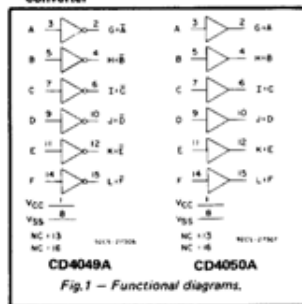 converter
A 3 2 G=A̅
B 5 4 H=B̅
C 7 6 I=C̅
D 9 10 J=D̅
E 11 12 K=E̅
F 14 15 L=F̅
VCC 1
VSS 8
NC = 13
NC = 16
CD4049A
A 3 2 G=A
B 5 4 H=B
C 7 6 I=C
D 9 10 J=D
E 11 12 K=E
F 14 15 L=F
VCC 1
VSS 8
NC = 13
NC = 16
CD4050A
Fig.1 — Functional diagrams.